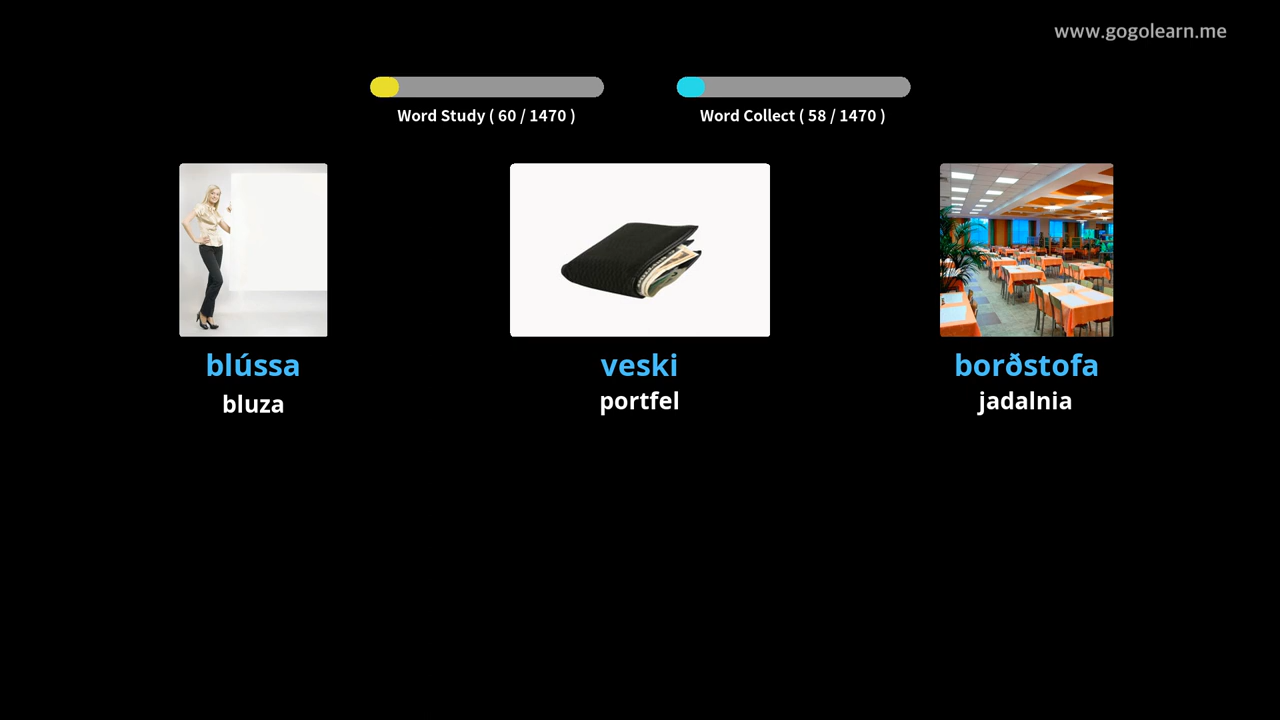 www.gogolearn.me
Word Study ( 60 / 1470 )
Word Collect ( 58 / 1470 )
blússa
bluza
veski
portfel
borðstofa
jadalnia